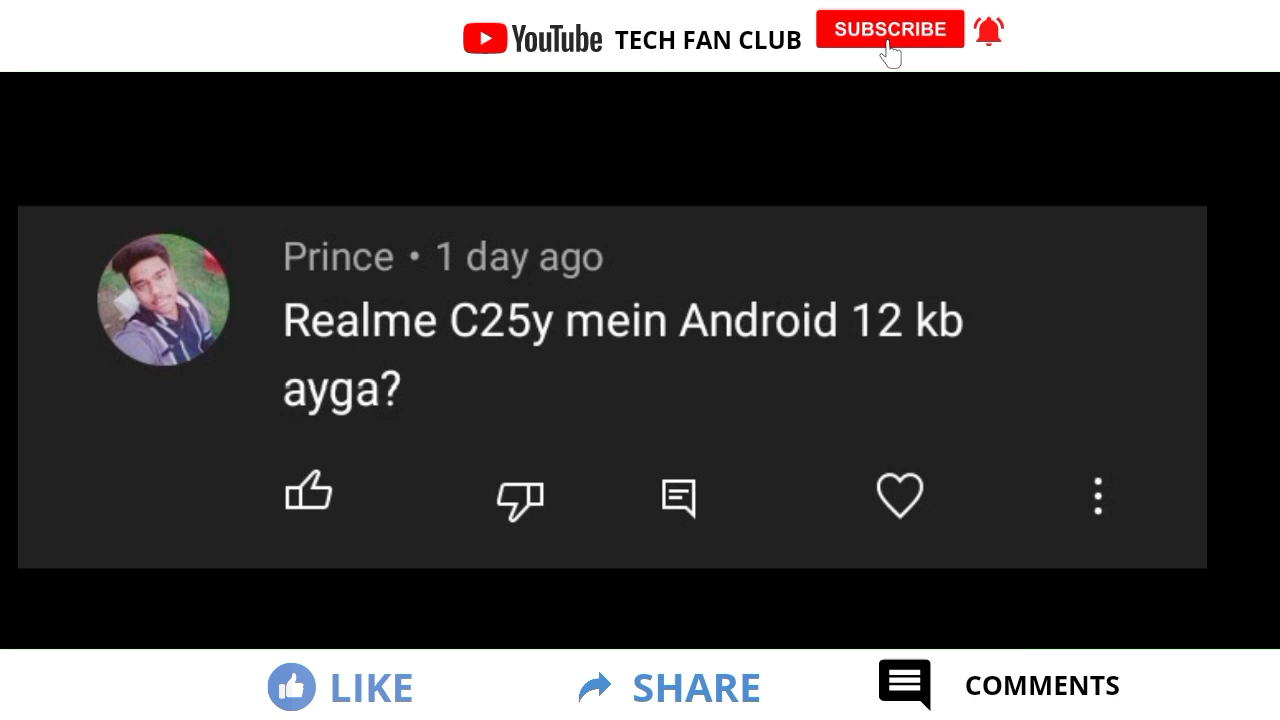 YouTube TECH FAN CLUB SUBSCRIBE
Prince • 1 day ago
Realme C25y mein Android 12 kb
ayga?
LIKE SHARE COMMENTS